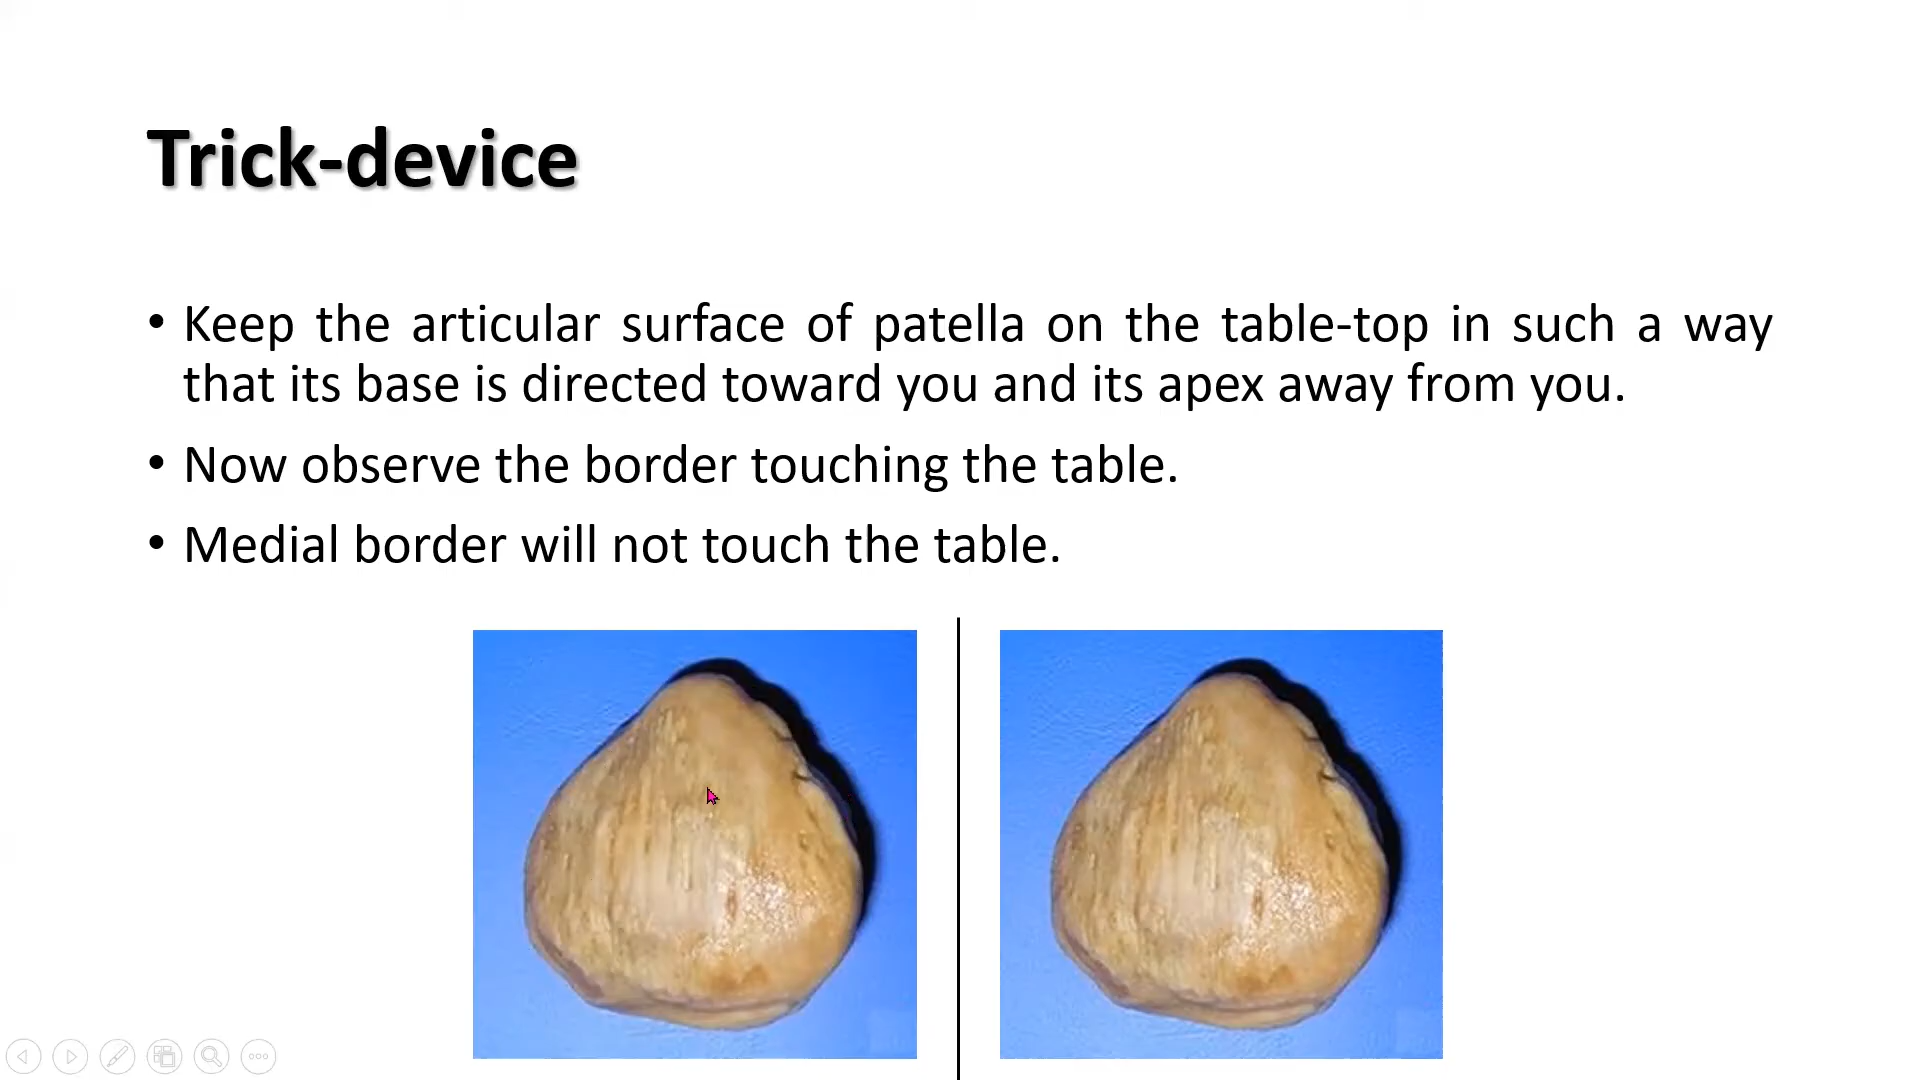 Trick-device
• Keep the articular surface of patella on the table-top in such a way
that its base is directed toward you and its apex away from you.
• Now observe the border touching the table.
• Medial border will not touch the table.